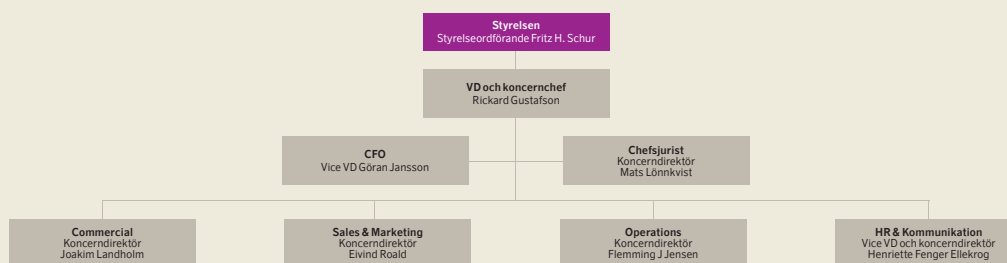 Styrelsen
Styrelseordförande Fritz H. Schur
VD och koncernchef
Rickard Gustafson
CFO
Vice VD Göran Jansson
Chefsjurist
Koncerndirektör
Mats Lönnkvist
Commercial
Koncerndirektör
Joakim Landholm
Sales & Marketing
Koncerndirektör
Eivind Roald
Operations
Koncerndirektör
Flemming J Jensen
HR & Kommunikation
Vice VD och koncerndirektör
Henriette Fenger Ellekrog